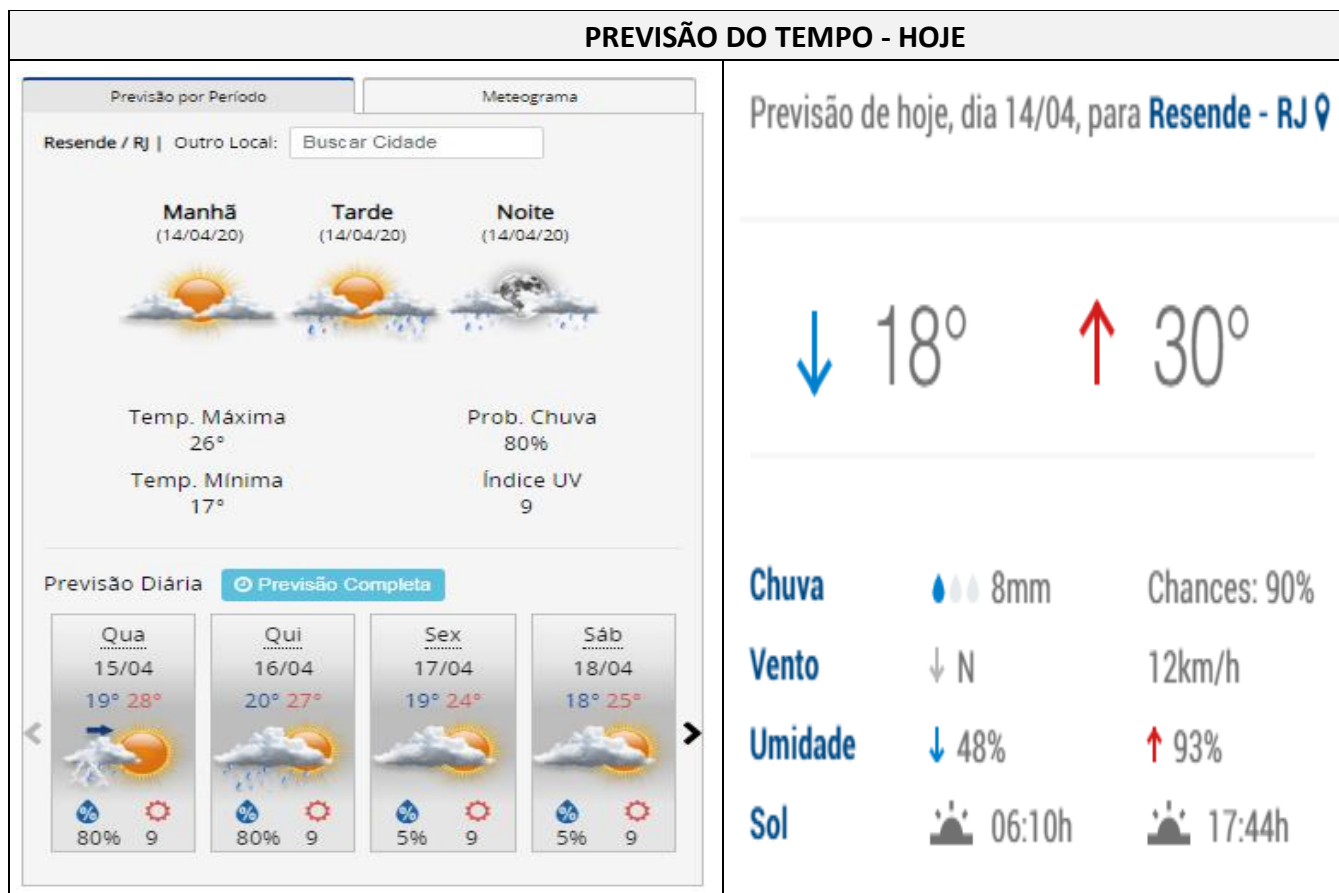 PREVISÃO DO TEMPO - HOJE
Previsão por Período
Meteograma
Resende / RJ | Outro Local: Buscar Cidade
Manhã Tarde Noite
(14/04/20) (14/04/20) (14/04/20)
Temp. Máxima Prob. Chuva
26° 80%
Temp. Mínima Índice UV
17° 9
Previsão Diária Previsão Completa
Qua Qui Sex Sáb
15/04 16/04 17/04 18/04
19° 28° 20° 27° 19° 24° 18° 25°
% % % %
80% 9 80% 9 5% 9 5% 9
Previsão de hoje, dia 14/04, para Resende - RJ
↓ 18° ↑ 30°
Chuva 8mm Chances: 90%
Vento ↓ N 12km/h
Umidade ↓ 48% ↑ 93%
Sol 06:10h 17:44h